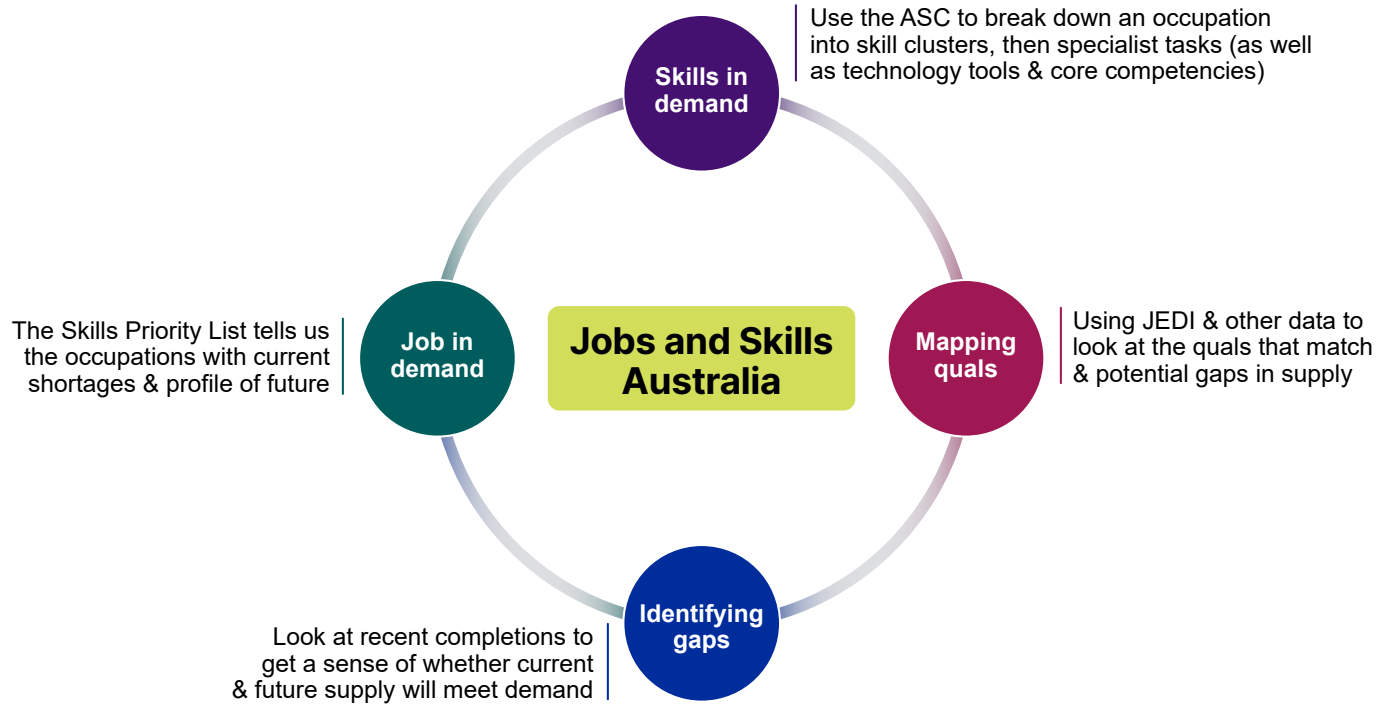 Skills in
demand
Use the ASC to break down an occupation
into skill clusters, then specialist tasks (as well
as technology tools & core competencies)
The Skills Priority List tells us
the occupations with current
shortages & profile of future
Job in
demand
Jobs and Skills
Australia
Mapping
quals
Using JEDI & other data to
look at the quals that match
& potential gaps in supply
Identifying
gaps
Look at recent completions to
get a sense of whether current
& future supply will meet demand